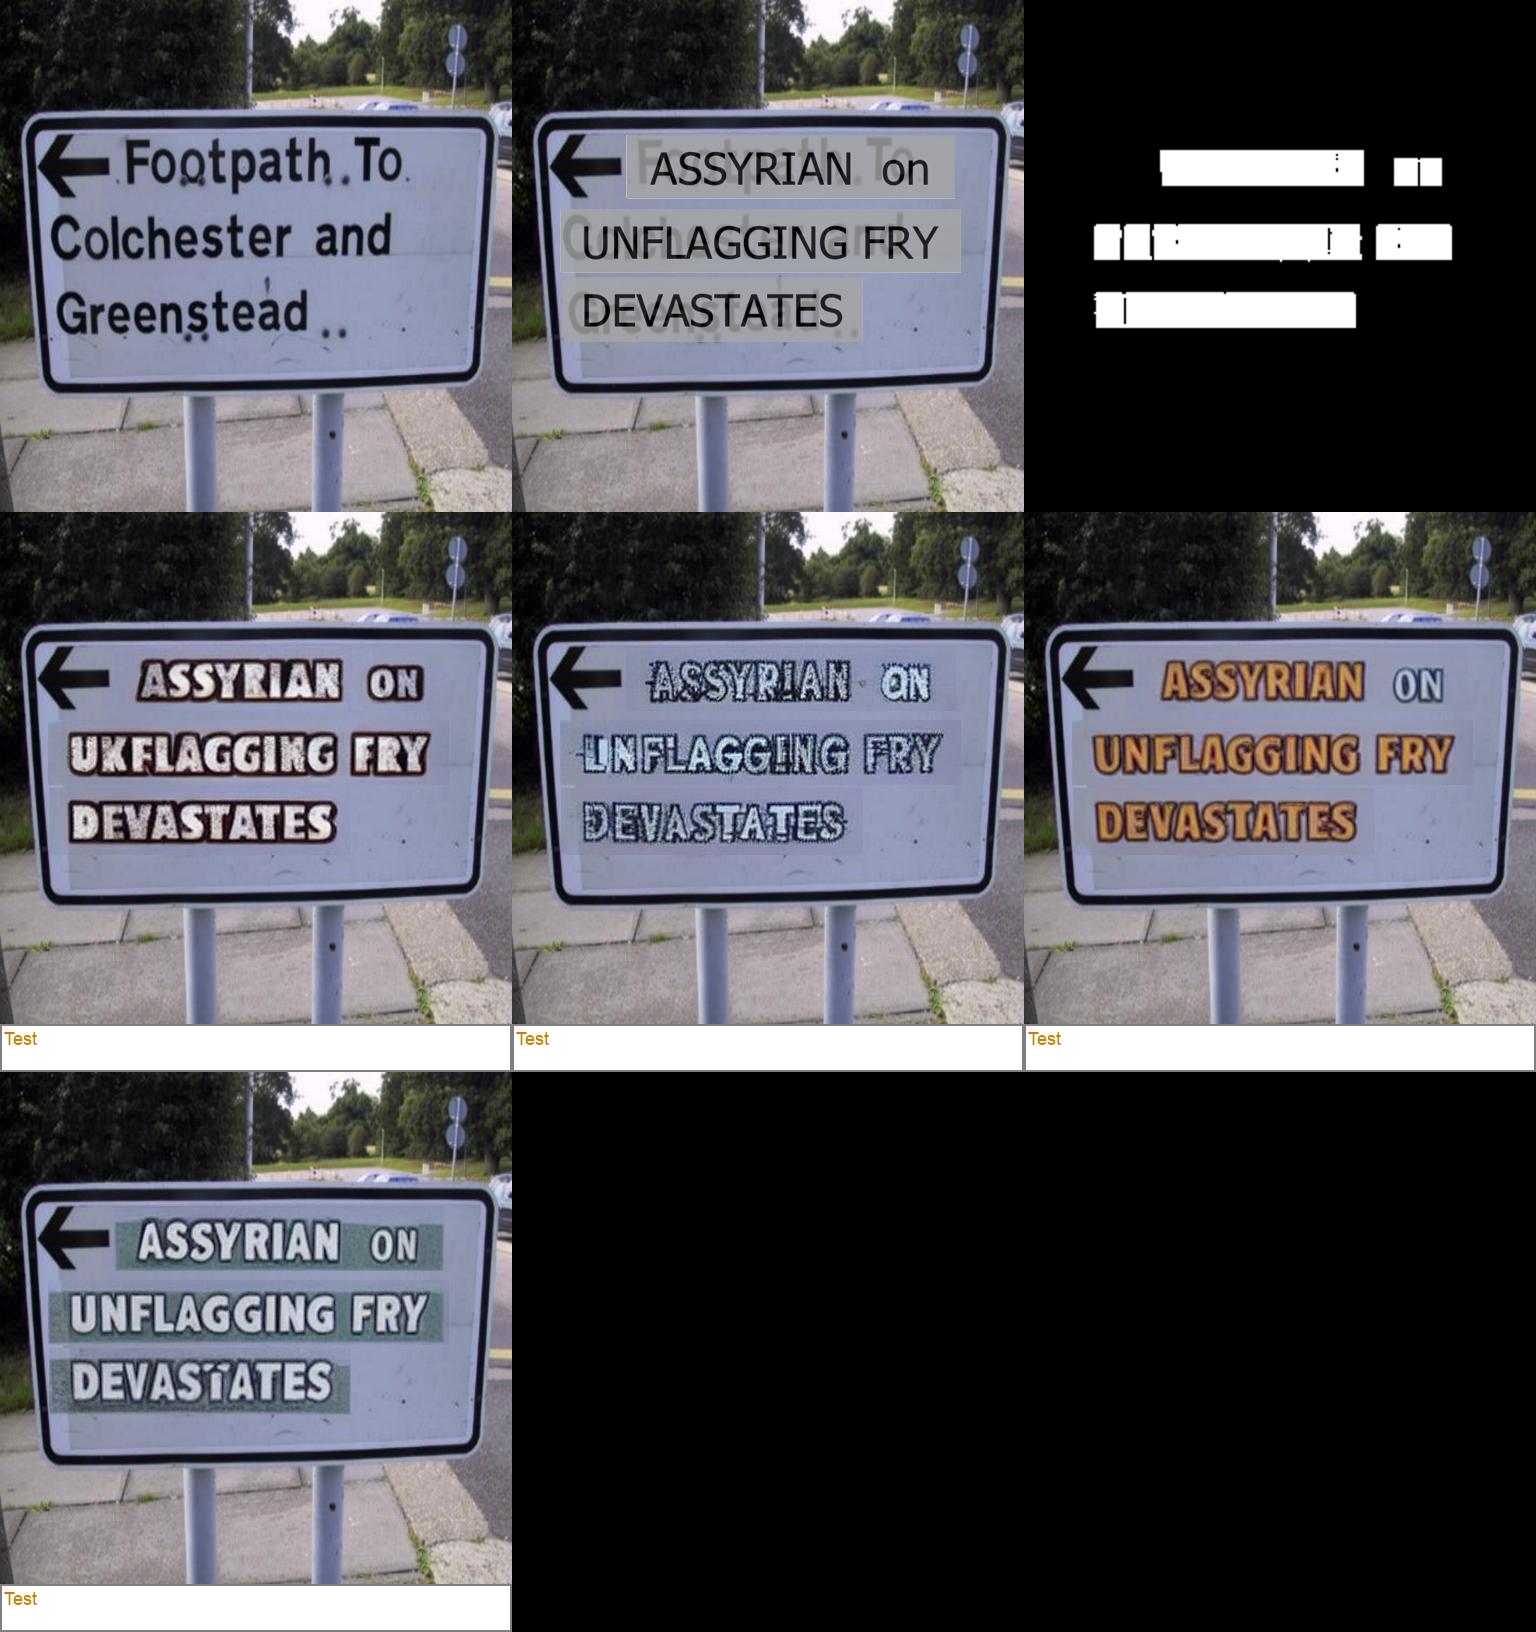 Footpath To
Colchester and
Greenstead
ASSYRIAN on
UNFLAGGING FRY
DEVASTATES
ASSYRIAN ON
UKFLAGGING FRY
DEVASTATES
ASSYRIAN ON
UNFLAGGING FRY
DEVASTATES
ASSYRIAN ON
UNFLAGGING FRY
DEVASTATES
Test
Test
Test
ASSYRIAN ON
UNFLAGGING FRY
DEVASTATES
Test